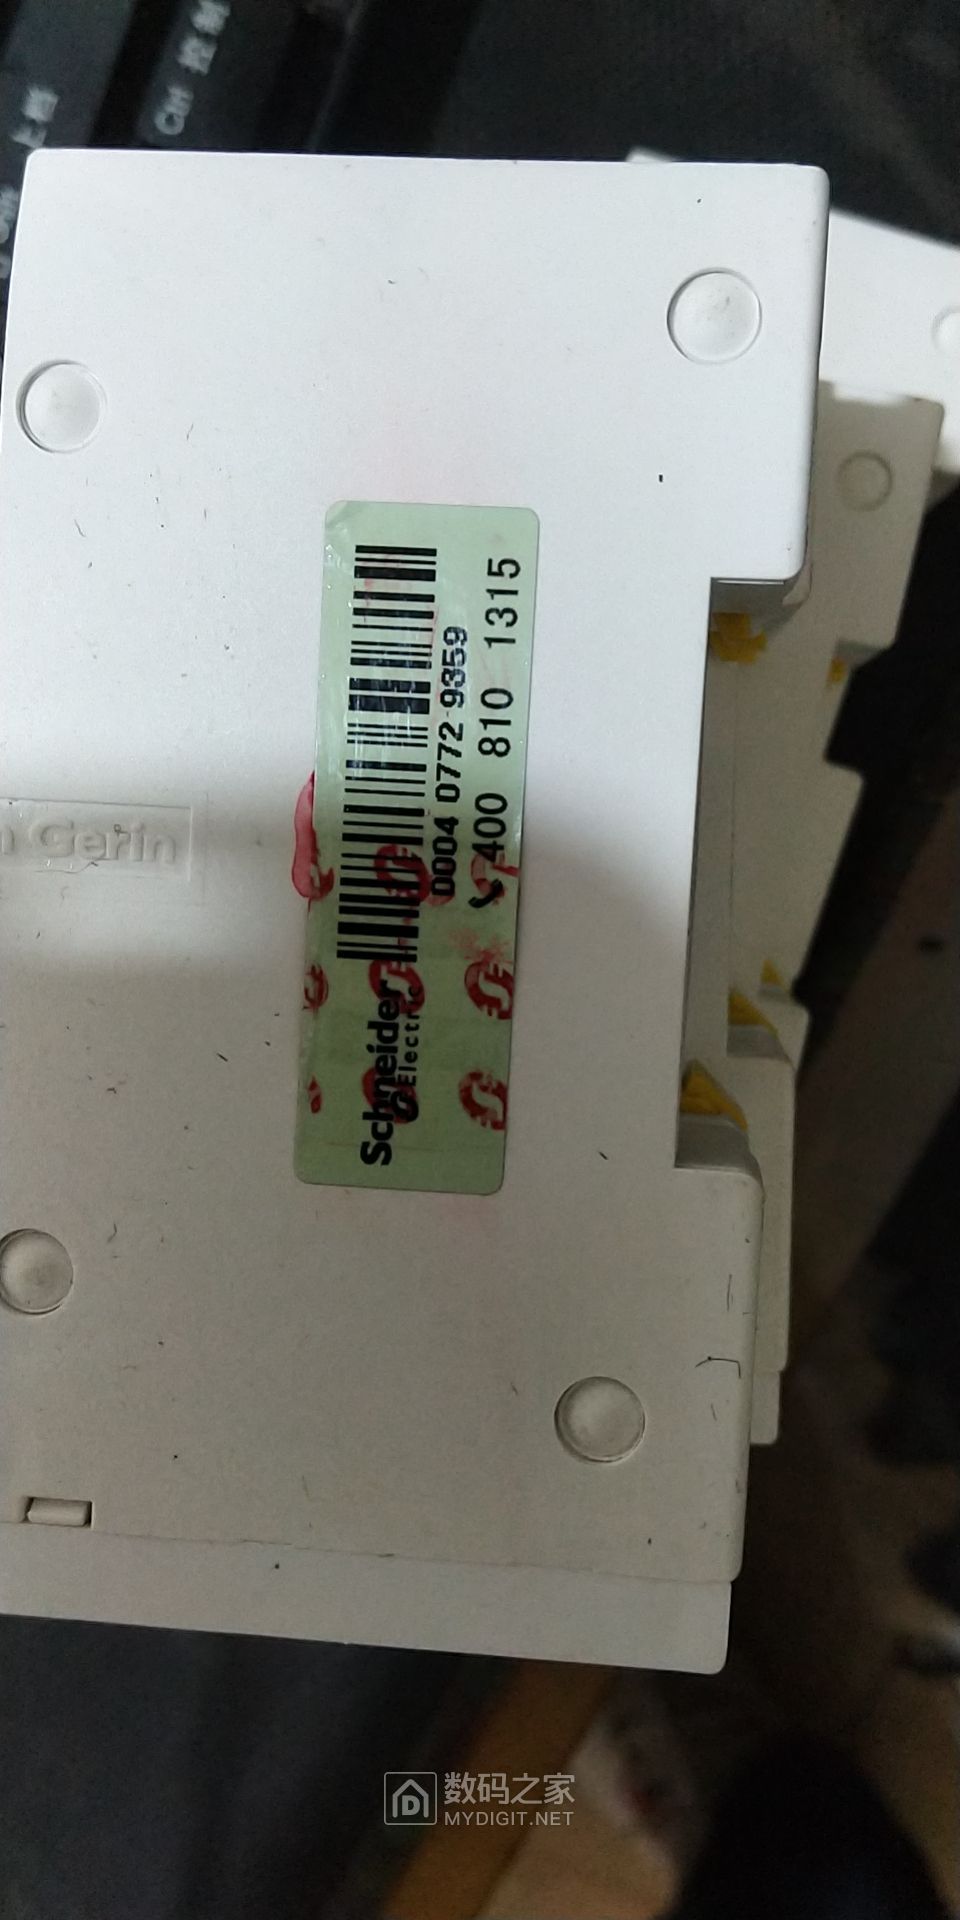 Schneider
Electric
0004 0772 9359
400 810 1315
Gerin
数码之家
MYDIGIT.NET